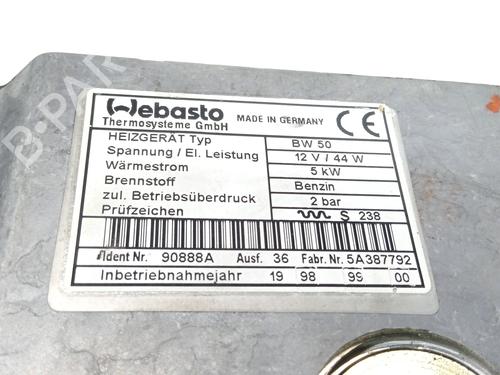 Webasto
Thermosysteme GmbH
MADE IN GERMANY
CE
HEIZGERÄT Typ BW 50
Spannung / El. Leistung 12 V / 44 W
Wärmestrom 5 kW
Brennstoff Benzin
zul. Betriebsüberdruck 2 bar
Prüfzeichen S 238
Ident Nr. 90888A Ausf. 36 Fabr. Nr. 5A387792
Inbetriebnahmejahr 19 98 99 00
B-PAR